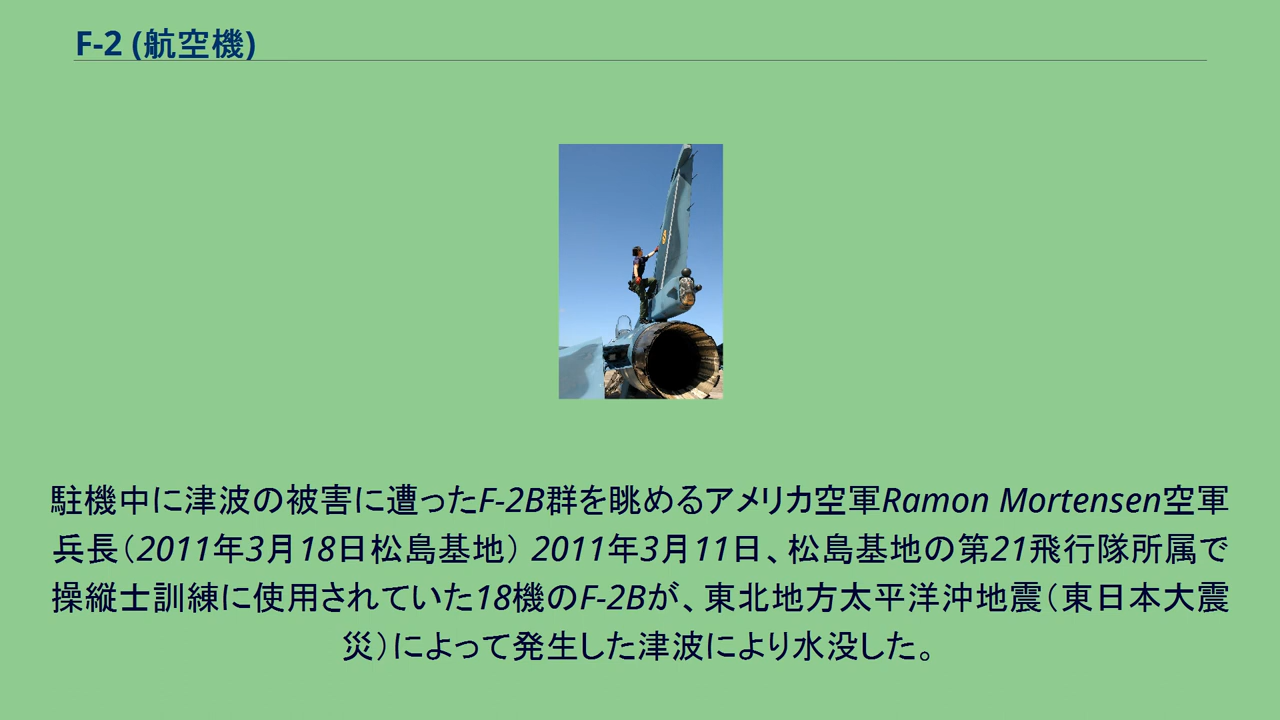 F-2 (航空機)
駐機中に津波の被害に遭ったF-2B群を眺めるアメリカ空軍Ramon Mortensen空軍
兵長（2011年3月18日松島基地） 2011年3月11日、松島基地の第21飛行隊所属で
操縦士訓練に使用されていた18機のF-2Bが、東北地方太平洋沖地震（東日本大震
災）によって発生した津波により水没した。